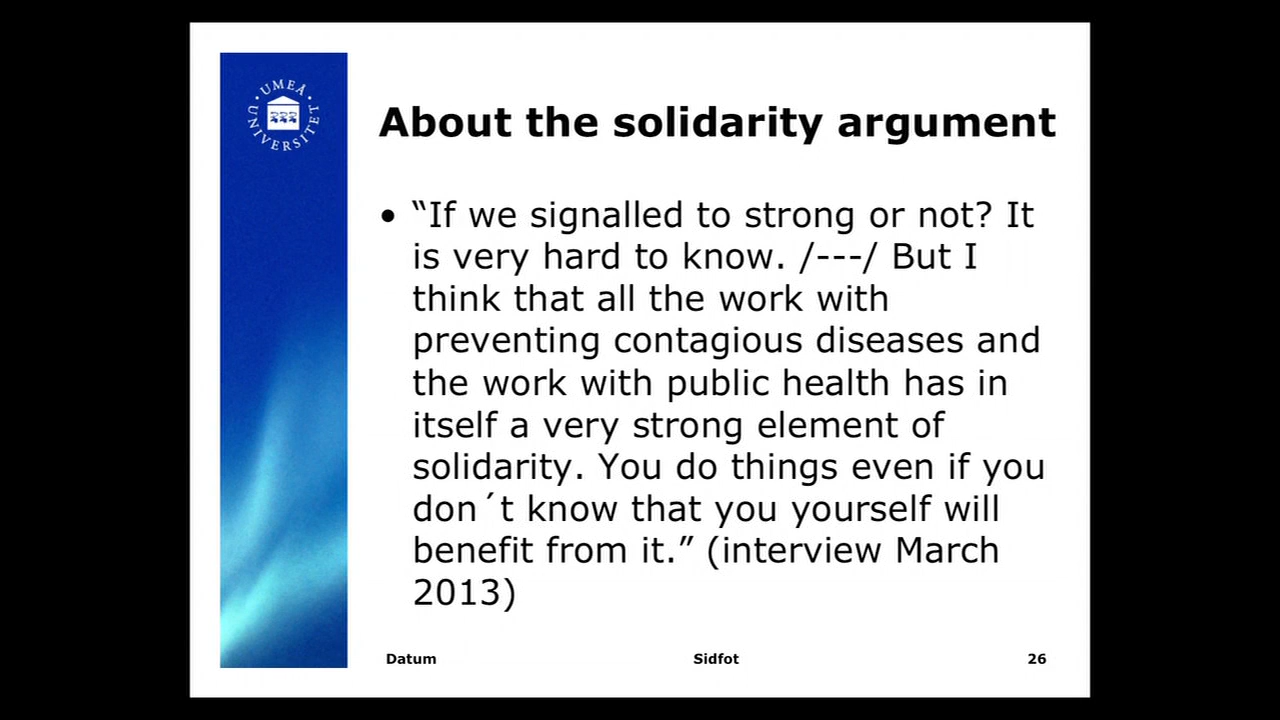 UMEÅ UNIVERSITET
About the solidarity argument
• “If we signalled to strong or not? It
is very hard to know. /---/ But I
think that all the work with
preventing contagious diseases and
the work with public health has in
itself a very strong element of
solidarity. You do things even if you
don´t know that you yourself will
benefit from it.” (interview March
2013)
Datum Sidfot 26